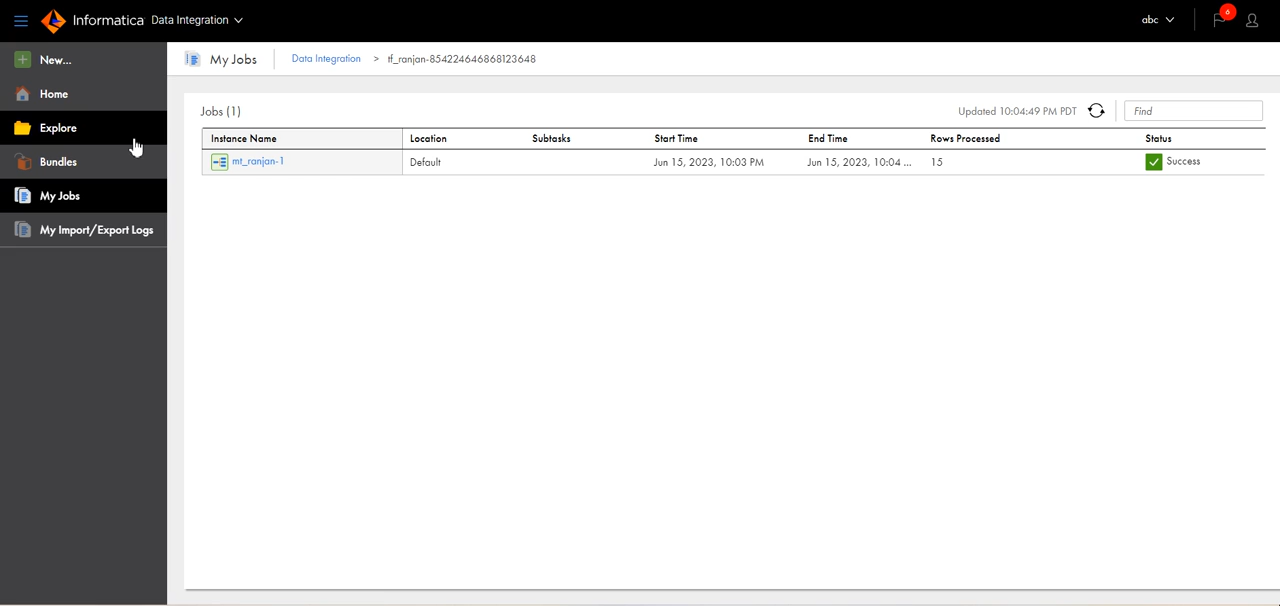 Informatica Data Integration
abc
6
New...
Home
Explore
Bundles
My Jobs
My Import/Export Logs
My Jobs
Data Integration > tf_ranjan-854224646868123648
Jobs (1)
Updated 10:04:49 PM PDT
Find
Instance Name Location Subtasks Start Time End Time Rows Processed Status
mt_ranjan-1 Default Jun 15, 2023, 10:03 PM Jun 15, 2023, 10:04 ... 15 Success